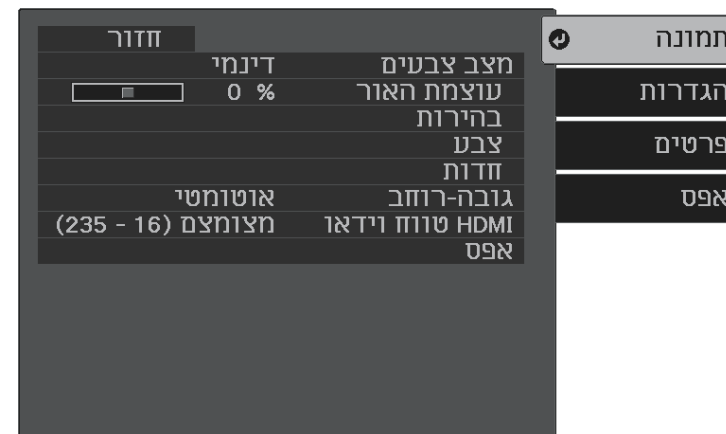 תמונה
הגדרות
פרטים
אפס
חזור
מצב צבעים דינמי
עוצמת האור 0 %
בהירות
צבע
חדות
גובה-רוחב אוטומטי
HDMI טווח וידאו מצומצם (16 - 235)
אפס